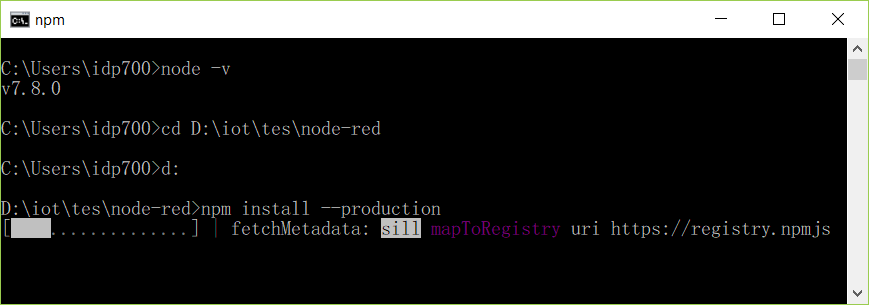 npm
C:\Users\idp700>node -v
v7.8.0
C:\Users\idp700>cd D:\iot\tes\node-red
C:\Users\idp700>d:
D:\iot\tes\node-red>npm install --production
[    ..............] | fetchMetadata: sill mapToRegistry uri https://registry.npmjs